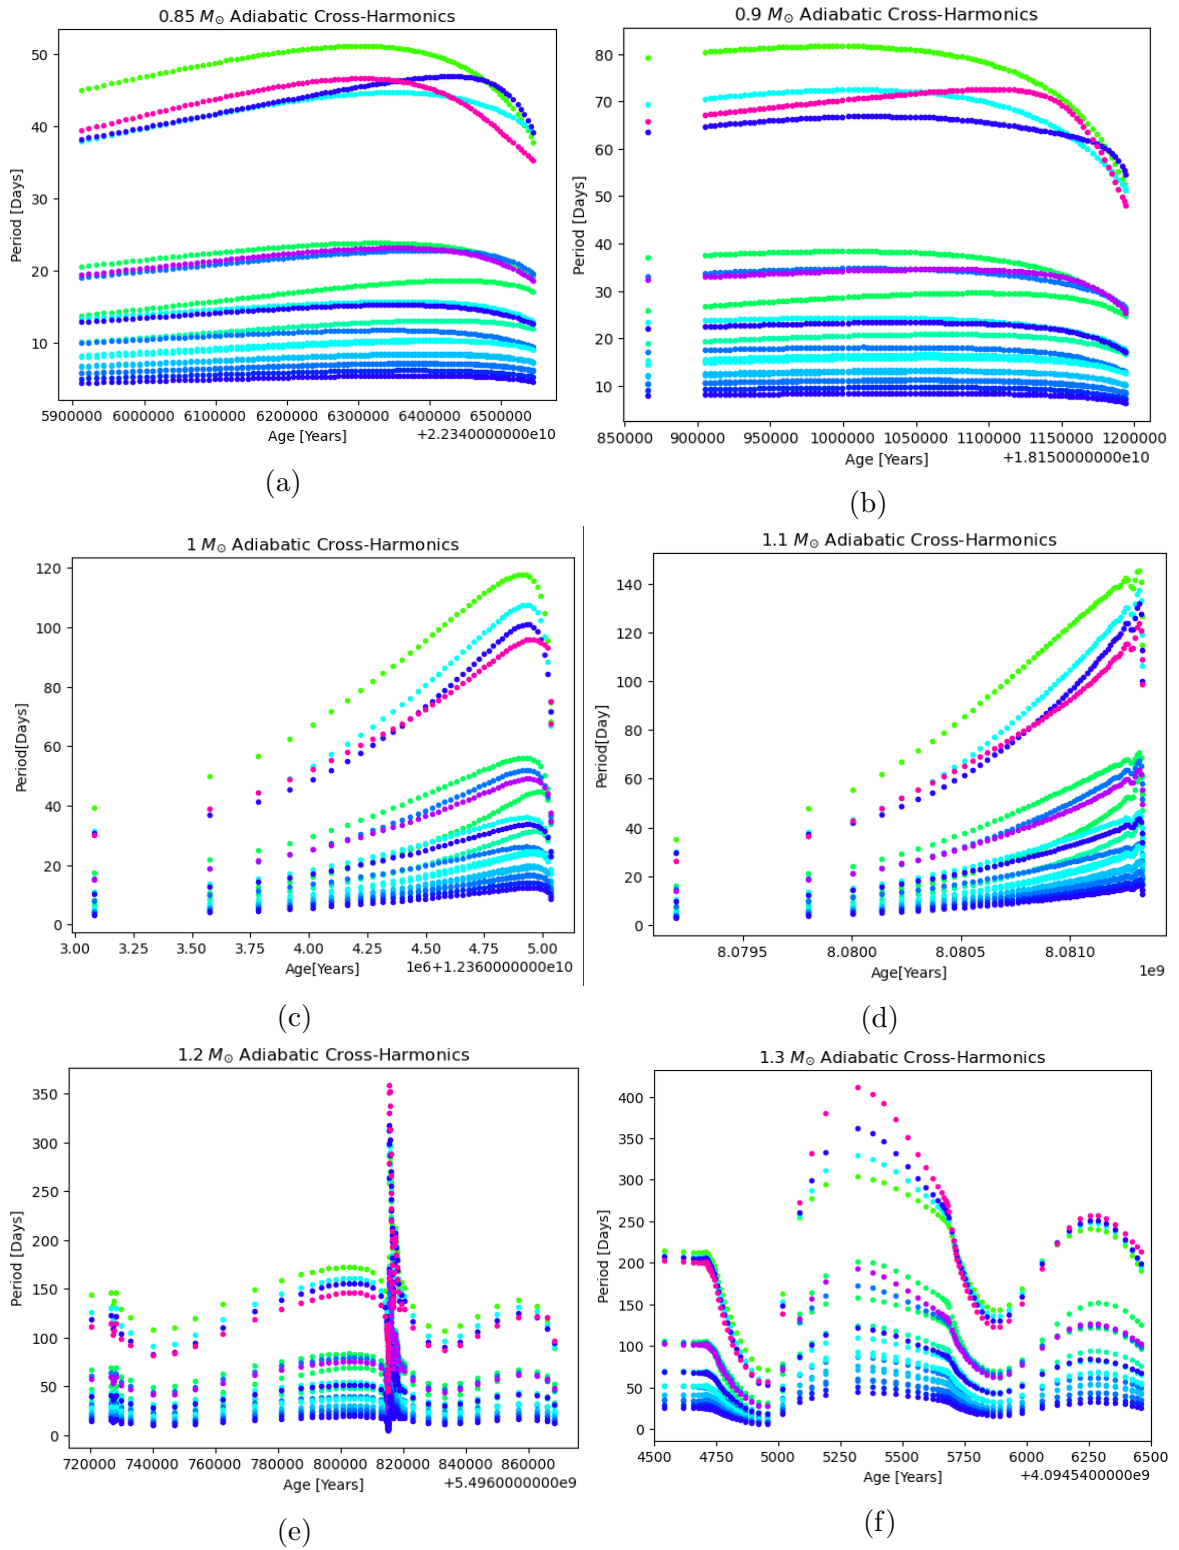 0.85 M⊙ Adiabatic Cross-Harmonics
Period [Days]
50
40
30
20
10
5900000 6000000 6100000 6200000 6300000 6400000 6500000
Age [Years]
+2.2340000000e10
(a)
0.9 M⊙ Adiabatic Cross-Harmonics
Period [Days]
80
70
60
50
40
30
20
10
850000 900000 950000 1000000 1050000 1100000 1150000 1200000
Age [Years]
+1.8150000000e10
(b)
1 M⊙ Adiabatic Cross-Harmonics
Period[Days]
120
100
80
60
40
20
0
3.00 3.25 3.50 3.75 4.00 4.25 4.50 4.75 5.00
Age[Years]
1e6+1.2360000000e10
(c)
1.1 M⊙ Adiabatic Cross-Harmonics
Period[Day]
140
120
100
80
60
40
20
0
8.0795 8.0800 8.0805 8.0810
Age[Years]
1e9
(d)
1.2 M⊙ Adiabatic Cross-Harmonics
Period [Days]
350
300
250
200
150
100
50
0
720000 740000 760000 780000 800000 820000 840000 860000
Age [Years]
+5.4960000000e9
(e)
1.3 M⊙ Adiabatic Cross-Harmonics
Period [Days]
400
350
300
250
200
150
100
50
0
4500 4750 5000 5250 5500 5750 6000 6250 6500
Age [Years]
+4.0945400000e9
(f)